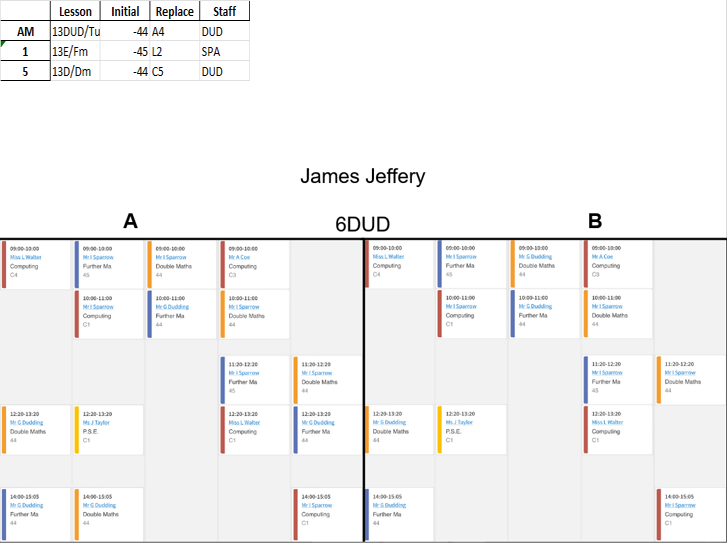 Lesson Initial Replace Staff
AM 13DUD/Tu -44 A4 DUD
1 13E/Fm -45 L2 SPA
5 13D/Dm -44 C5 DUD
James Jeffery
A 6DUD B
09:00-10:00 09:00-10:00 09:00-10:00 09:00-10:00 09:00-10:00 09:00-10:00 09:00-10:00 09:00-10:00
Miss L Walter Mr I Sparrow Mr I Sparrow Mr A Coe Miss L Walter Mr I Sparrow Mr G Dudding Mr A Coe
Computing Further Ma Double Maths Computing Computing Further Ma Double Maths Computing
C4 45 44 C3 C4 45 44 C3
10:00-11:00 10:00-11:00 10:00-11:00 10:00-11:00 10:00-11:00 10:00-11:00
Mr I Sparrow Mr G Dudding Mr I Sparrow Mr I Sparrow Mr G Dudding Mr I Sparrow
Computing Further Ma Double Maths Computing Further Ma Double Maths
C1 44 44 C1 44 44
11:20-12:20 11:20-12:20 11:20-12:20 11:20-12:20
Mr I Sparrow Mr I Sparrow Mr I Sparrow Mr I Sparrow
Further Ma Double Maths Further Ma Double Maths
45 44 45 44
12:20-13:20 12:20-13:20 12:20-13:20 12:20-13:20 12:20-13:20 12:20-13:20 12:20-13:20
Mr G Dudding Ms J Taylor Miss L Walter Mr G Dudding Mr G Dudding Ms J Taylor Miss L Walter
Double Maths P.S.E. Computing Further Ma Double Maths P.S.E. Computing
44 C1 C1 44 44 C1 C1
14:00-15:05 14:00-15:05 14:00-15:05 14:00-15:05 14:00-15:05
Mr G Dudding Mr G Dudding Mr I Sparrow Mr G Dudding Mr I Sparrow
Further Ma Double Maths Computing Further Ma Computing
44 44 C1 44 C1